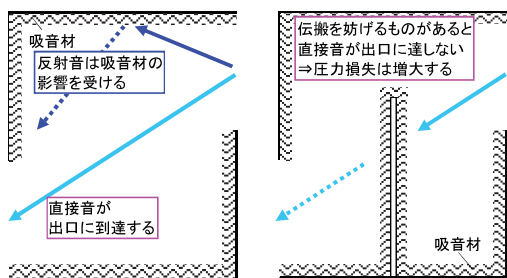 吸音材
反射音は吸音材の
影響を受ける
直接音が
出口に到達する
伝搬を妨げるものがあると
直接音が出口に達しない
⇒圧力損失は増大する
吸音材